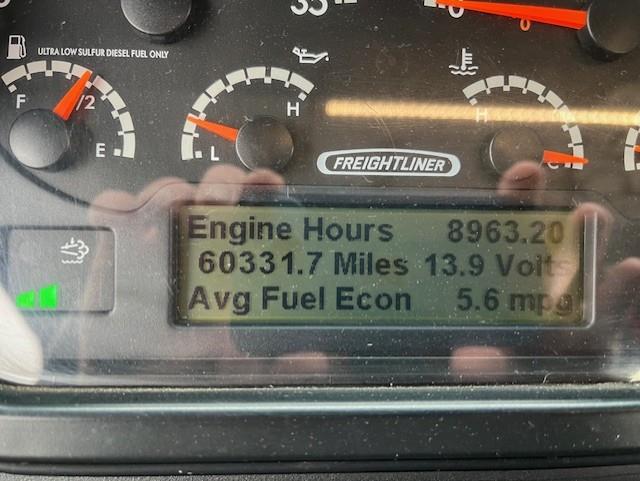 ULTRA LOW SULFUR DIESEL FUEL ONLY
F
/2
E
H
L
H
C
FREIGHTLINER
Engine Hours 8963.20
60331.7 Miles 13.9 Volts
Avg Fuel Econ 5.6 mpg